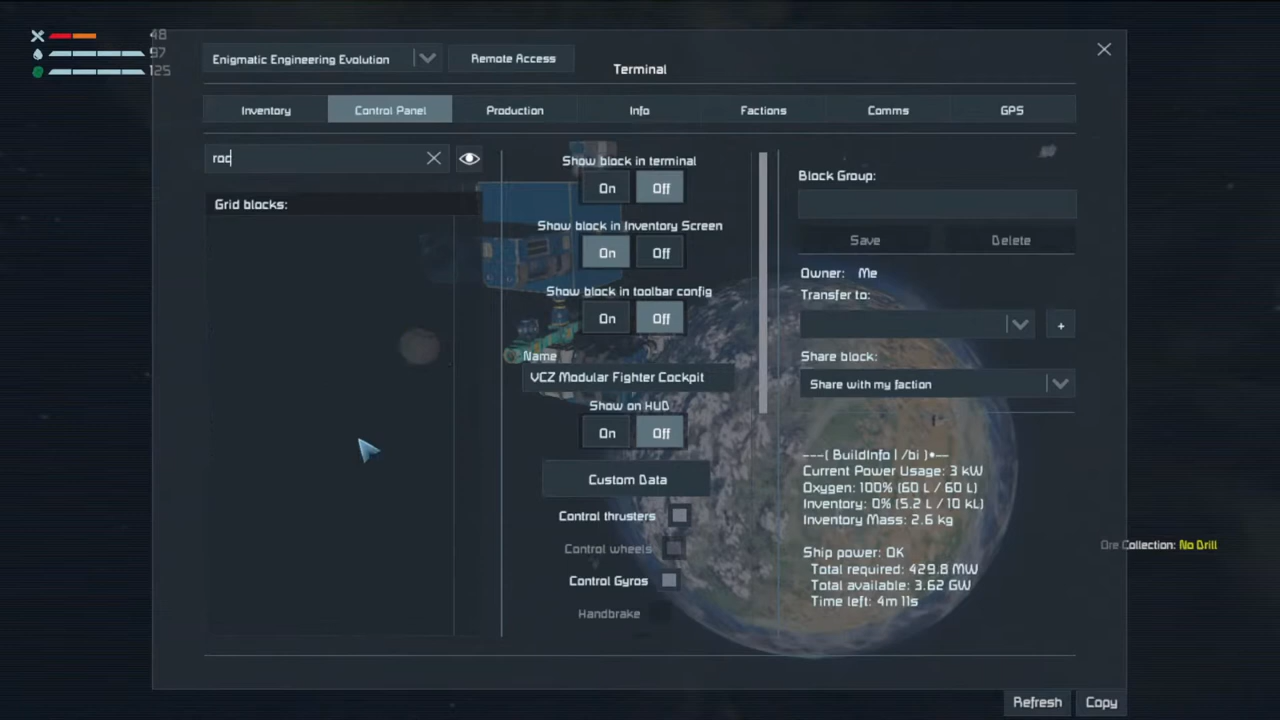 48
97
125
Enigmatic Engineering Evolution
Remote Access
Terminal
Inventory
Control Panel
Production
Info
Factions
Comms
GPS
roc
Grid blocks:
Show block in terminal
On
Off
Show block in Inventory Screen
On
Off
Show block in toolbar config
On
Off
Name
VCZ Modular Fighter Cockpit
Show on HUD
On
Off
Custom Data
Control thrusters
Control wheels
Control Gyros
Handbrake
Block Group:
Save
Delete
Owner: Me
Transfer to:
+
Share block:
Share with my faction
---( BuildInfo | /bi )•—
Current Power Usage: 3 kW
Oxygen: 100% (60 L / 60 L)
Inventory: 0% (5.2 L / 10 kL)
Inventory Mass: 2.6 kg
Ship power: OK
Total required: 429.8 MW
Total available: 3.62 GW
Time left: 4m 11s
Ore Collection: No Drill
Refresh
Copy